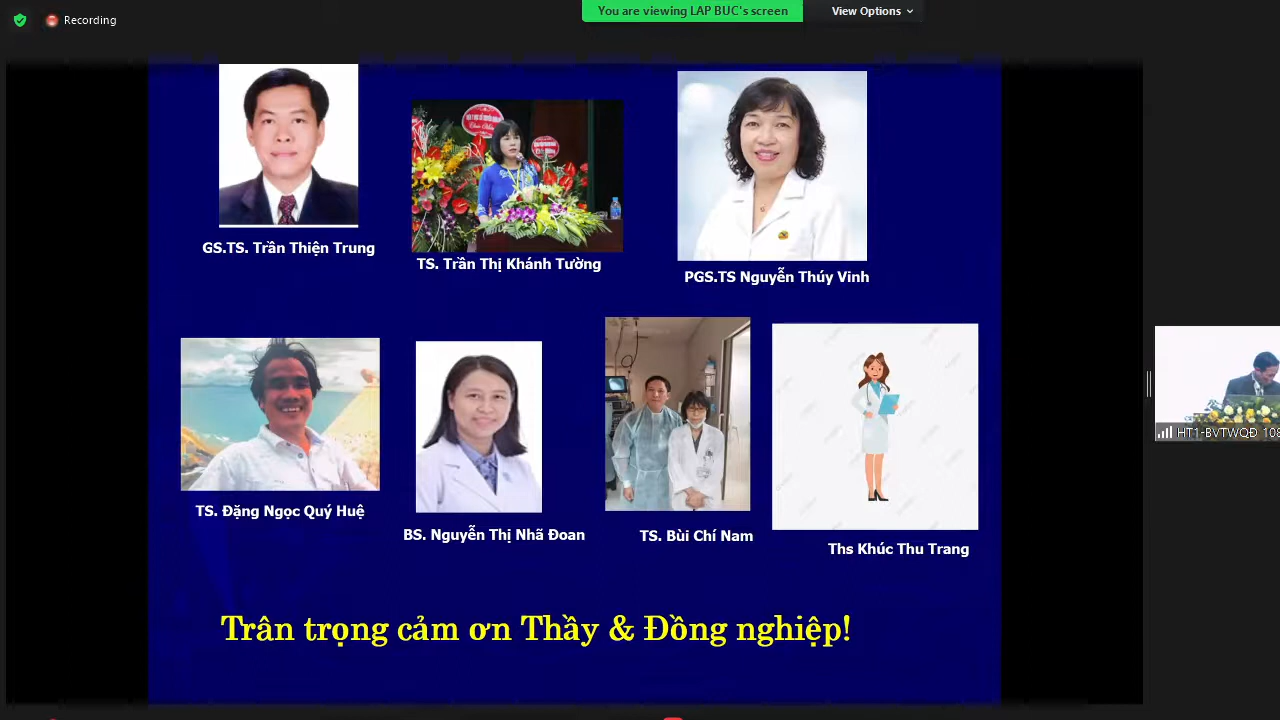 Recording
You are viewing LAP BUC's screen
View Options
GS.TS. Trần Thiện Trung
TS. Trần Thị Khánh Tường
PGS.TS Nguyễn Thúy Vinh
TS. Đặng Ngọc Quý Huệ
BS. Nguyễn Thị Nhã Đoan
TS. Bùi Chí Nam
Ths Khúc Thu Trang
HT1-BVTWQĐ 108
Trân trọng cảm ơn Thầy & Đồng nghiệp!